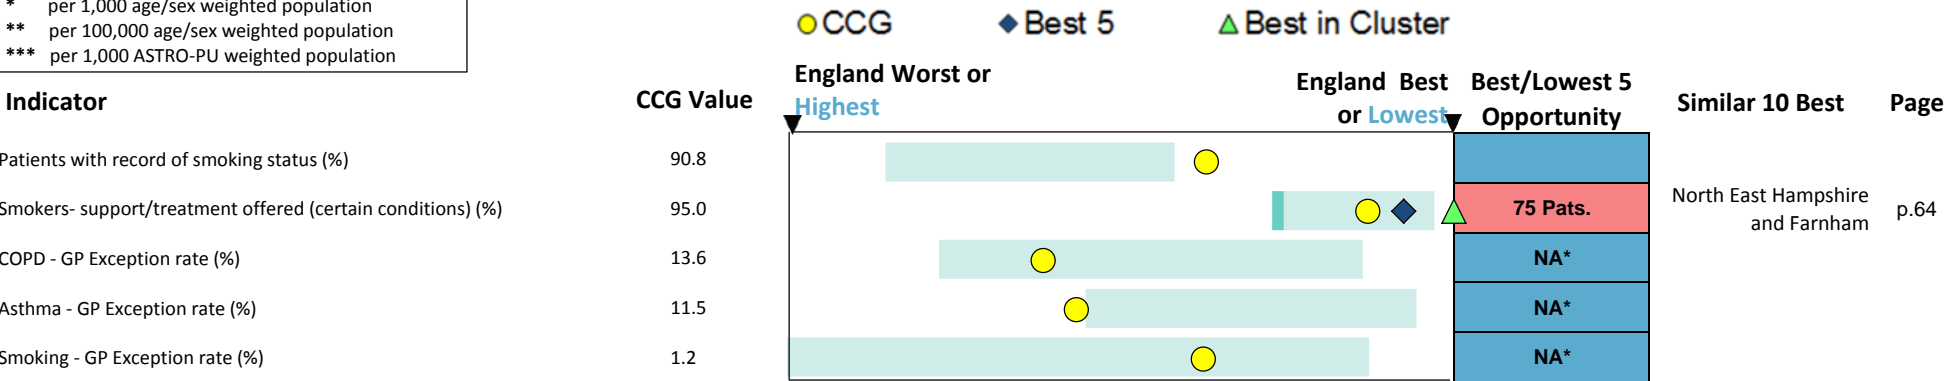 * per 1,000 age/sex weighted population
** per 100,000 age/sex weighted population
*** per 1,000 ASTRO-PU weighted population
CCG Best 5 Best in Cluster
Indicator CCG Value England Worst or Highest England Best or Lowest Best/Lowest 5 Opportunity Similar 10 Best Page
Patients with record of smoking status (%) 90.8
Smokers- support/treatment offered (certain conditions) (%) 95.0 75 Pats. North East Hampshire and Farnham p.64
COPD - GP Exception rate (%) 13.6 NA*
Asthma - GP Exception rate (%) 11.5 NA*
Smoking - GP Exception rate (%) 1.2 NA*